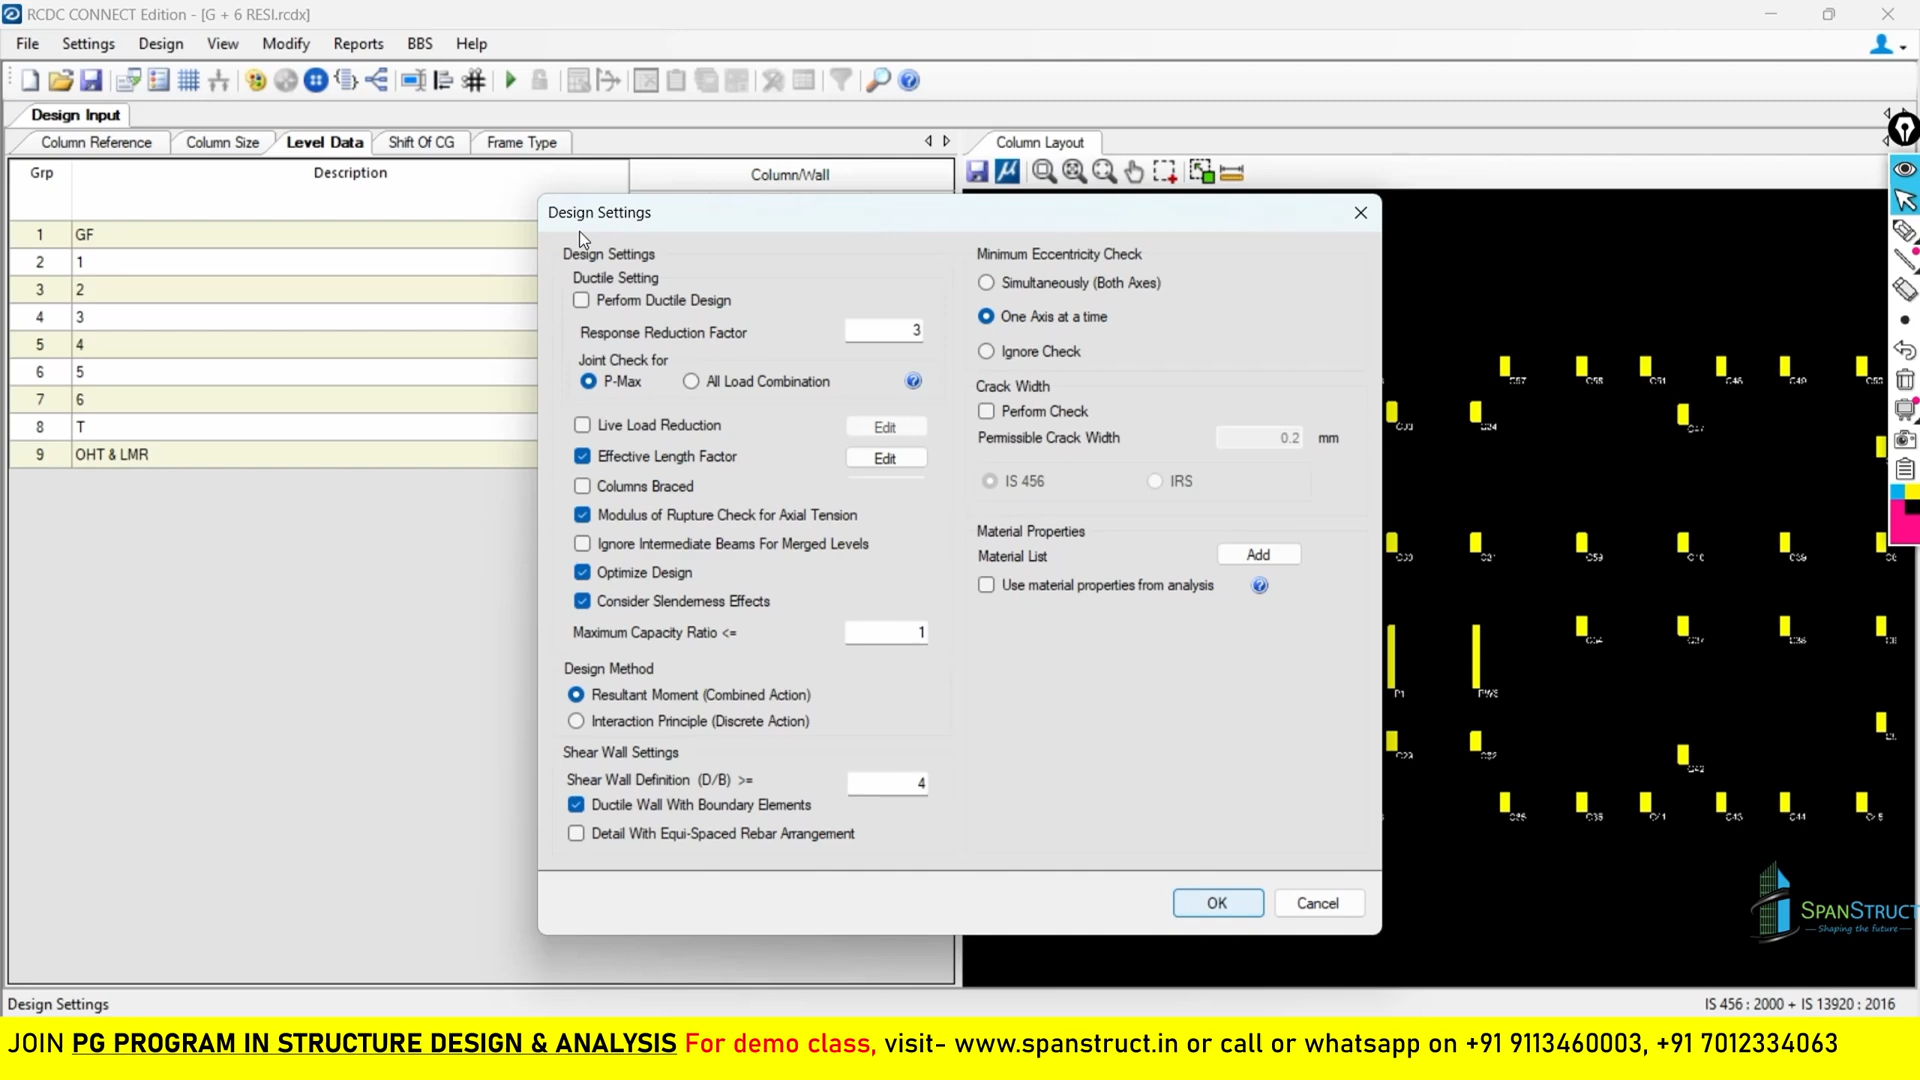 RCDC CONNECT Edition - [G + 6 RESI.rcdx]
File Settings Design View Modify Reports BBS Help
Design Input
Column Reference Column Size Level Data Shift Of CG Frame Type
Column Layout
Grp Description Column/Wall
1 GF
2 1
3 2
4 3
5 4
6 5
7 6
8 T
9 OHT & LMR
Design Settings
Design Settings
Ductile Setting
Perform Ductile Design
Response Reduction Factor 3
Joint Check for
P-Max All Load Combination
Live Load Reduction Edit
Effective Length Factor Edit
Columns Braced
Modulus of Rupture Check for Axial Tension
Ignore Intermediate Beams For Merged Levels
Optimize Design
Consider Slenderness Effects
Maximum Capacity Ratio <= 1
Design Method
Resultant Moment (Combined Action)
Interaction Principle (Discrete Action)
Shear Wall Settings
Shear Wall Definition (D/B) >= 4
Ductile Wall With Boundary Elements
Detail With Equi-Spaced Rebar Arrangement
Minimum Eccentricity Check
Simultaneously (Both Axes)
One Axis at a time
Ignore Check
Crack Width
Perform Check
Permissible Crack Width 0.2 mm
IS 456 IRS
Material Properties
Material List Add
Use material properties from analysis
OK Cancel
P1
SPANSTRUCT
Shaping the future
Design Settings
IS 456 : 2000 + IS 13920 : 2016
JOIN PG PROGRAM IN STRUCTURE DESIGN & ANALYSIS For demo class, visit- www.spanstruct.in or call or whatsapp on +91 9113460003, +91 7012334063